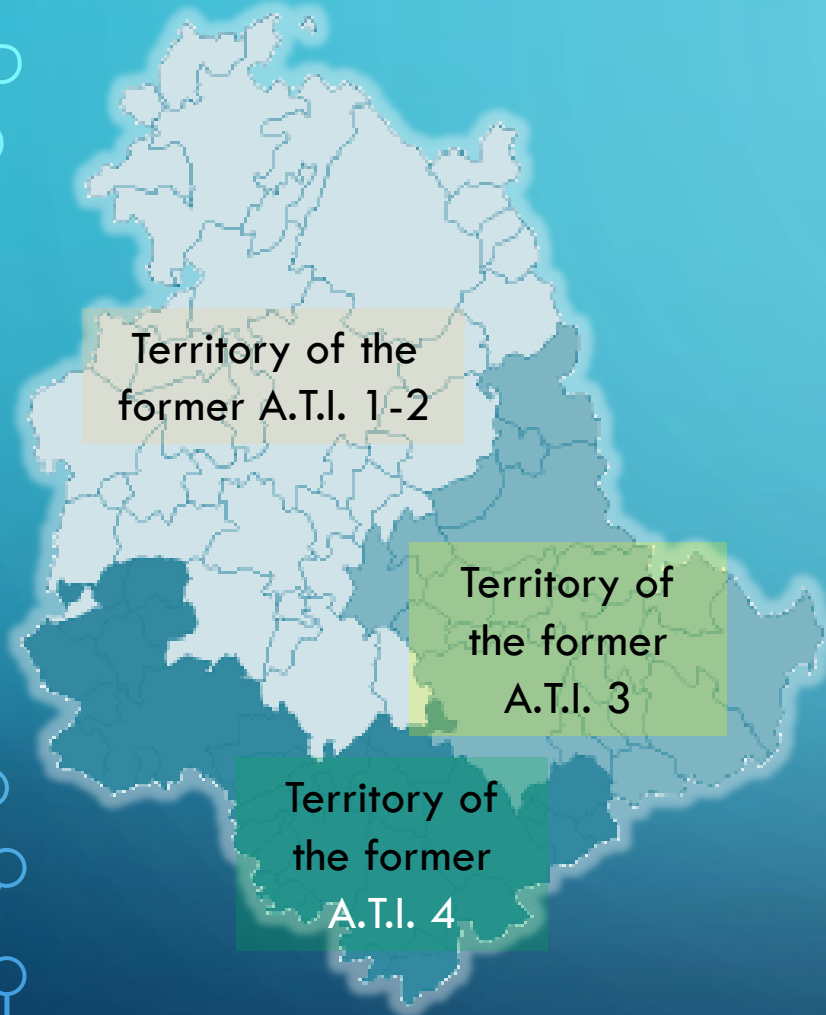 Territory of the
former A.T.I. 1-2
Territory of
the former
A.T.I. 3
Territory of
the former
A.T.I. 4